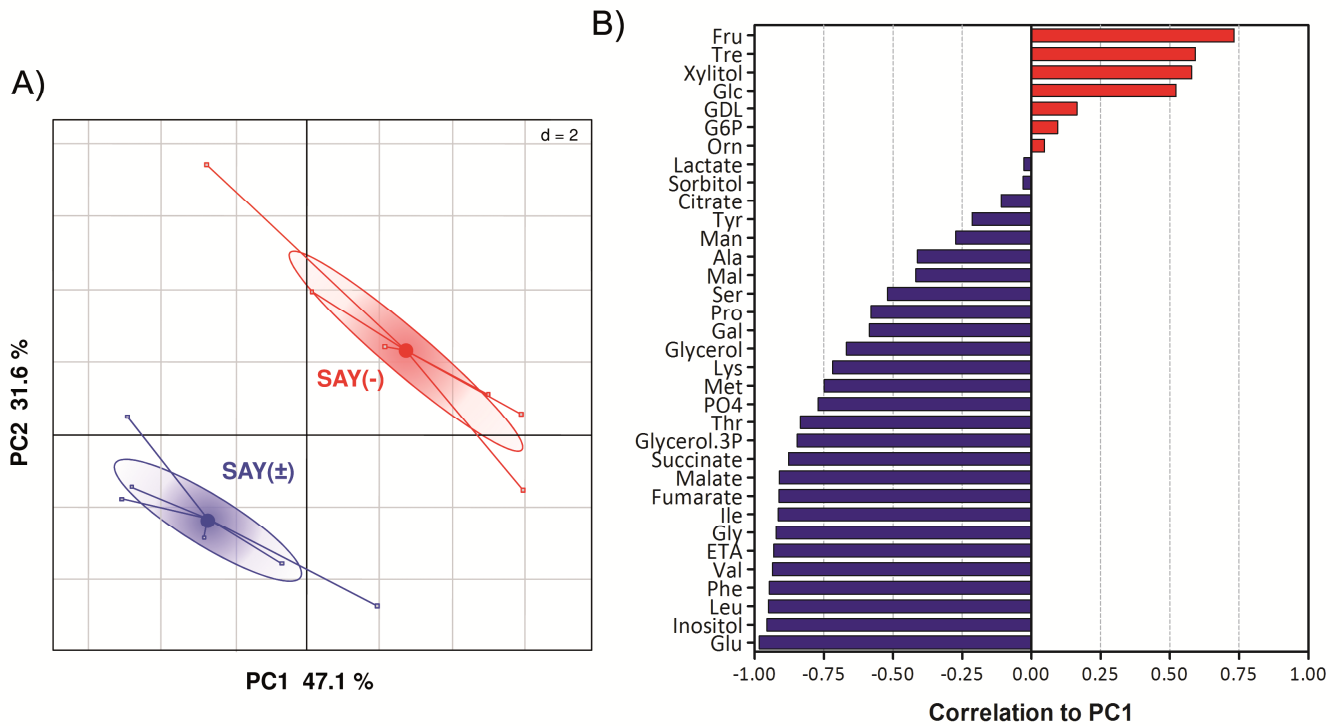 A)
d = 2
SAY(-)
SAY(±)
PC2 31.6 %
PC1 47.1 %
B)
Fru
Tre
Xylitol
Glc
GDL
G6P
Orn
Lactate
Sorbitol
Citrate
Tyr
Man
Ala
Mal
Ser
Pro
Gal
Glycerol
Lys
Met
PO4
Thr
Glycerol.3P
Succinate
Malate
Fumarate
Ile
Gly
ETA
Val
Phe
Leu
Inositol
Glu
-1.00 -0.75 -0.50 -0.25 0.00 0.25 0.50 0.75 1.00
Correlation to PC1